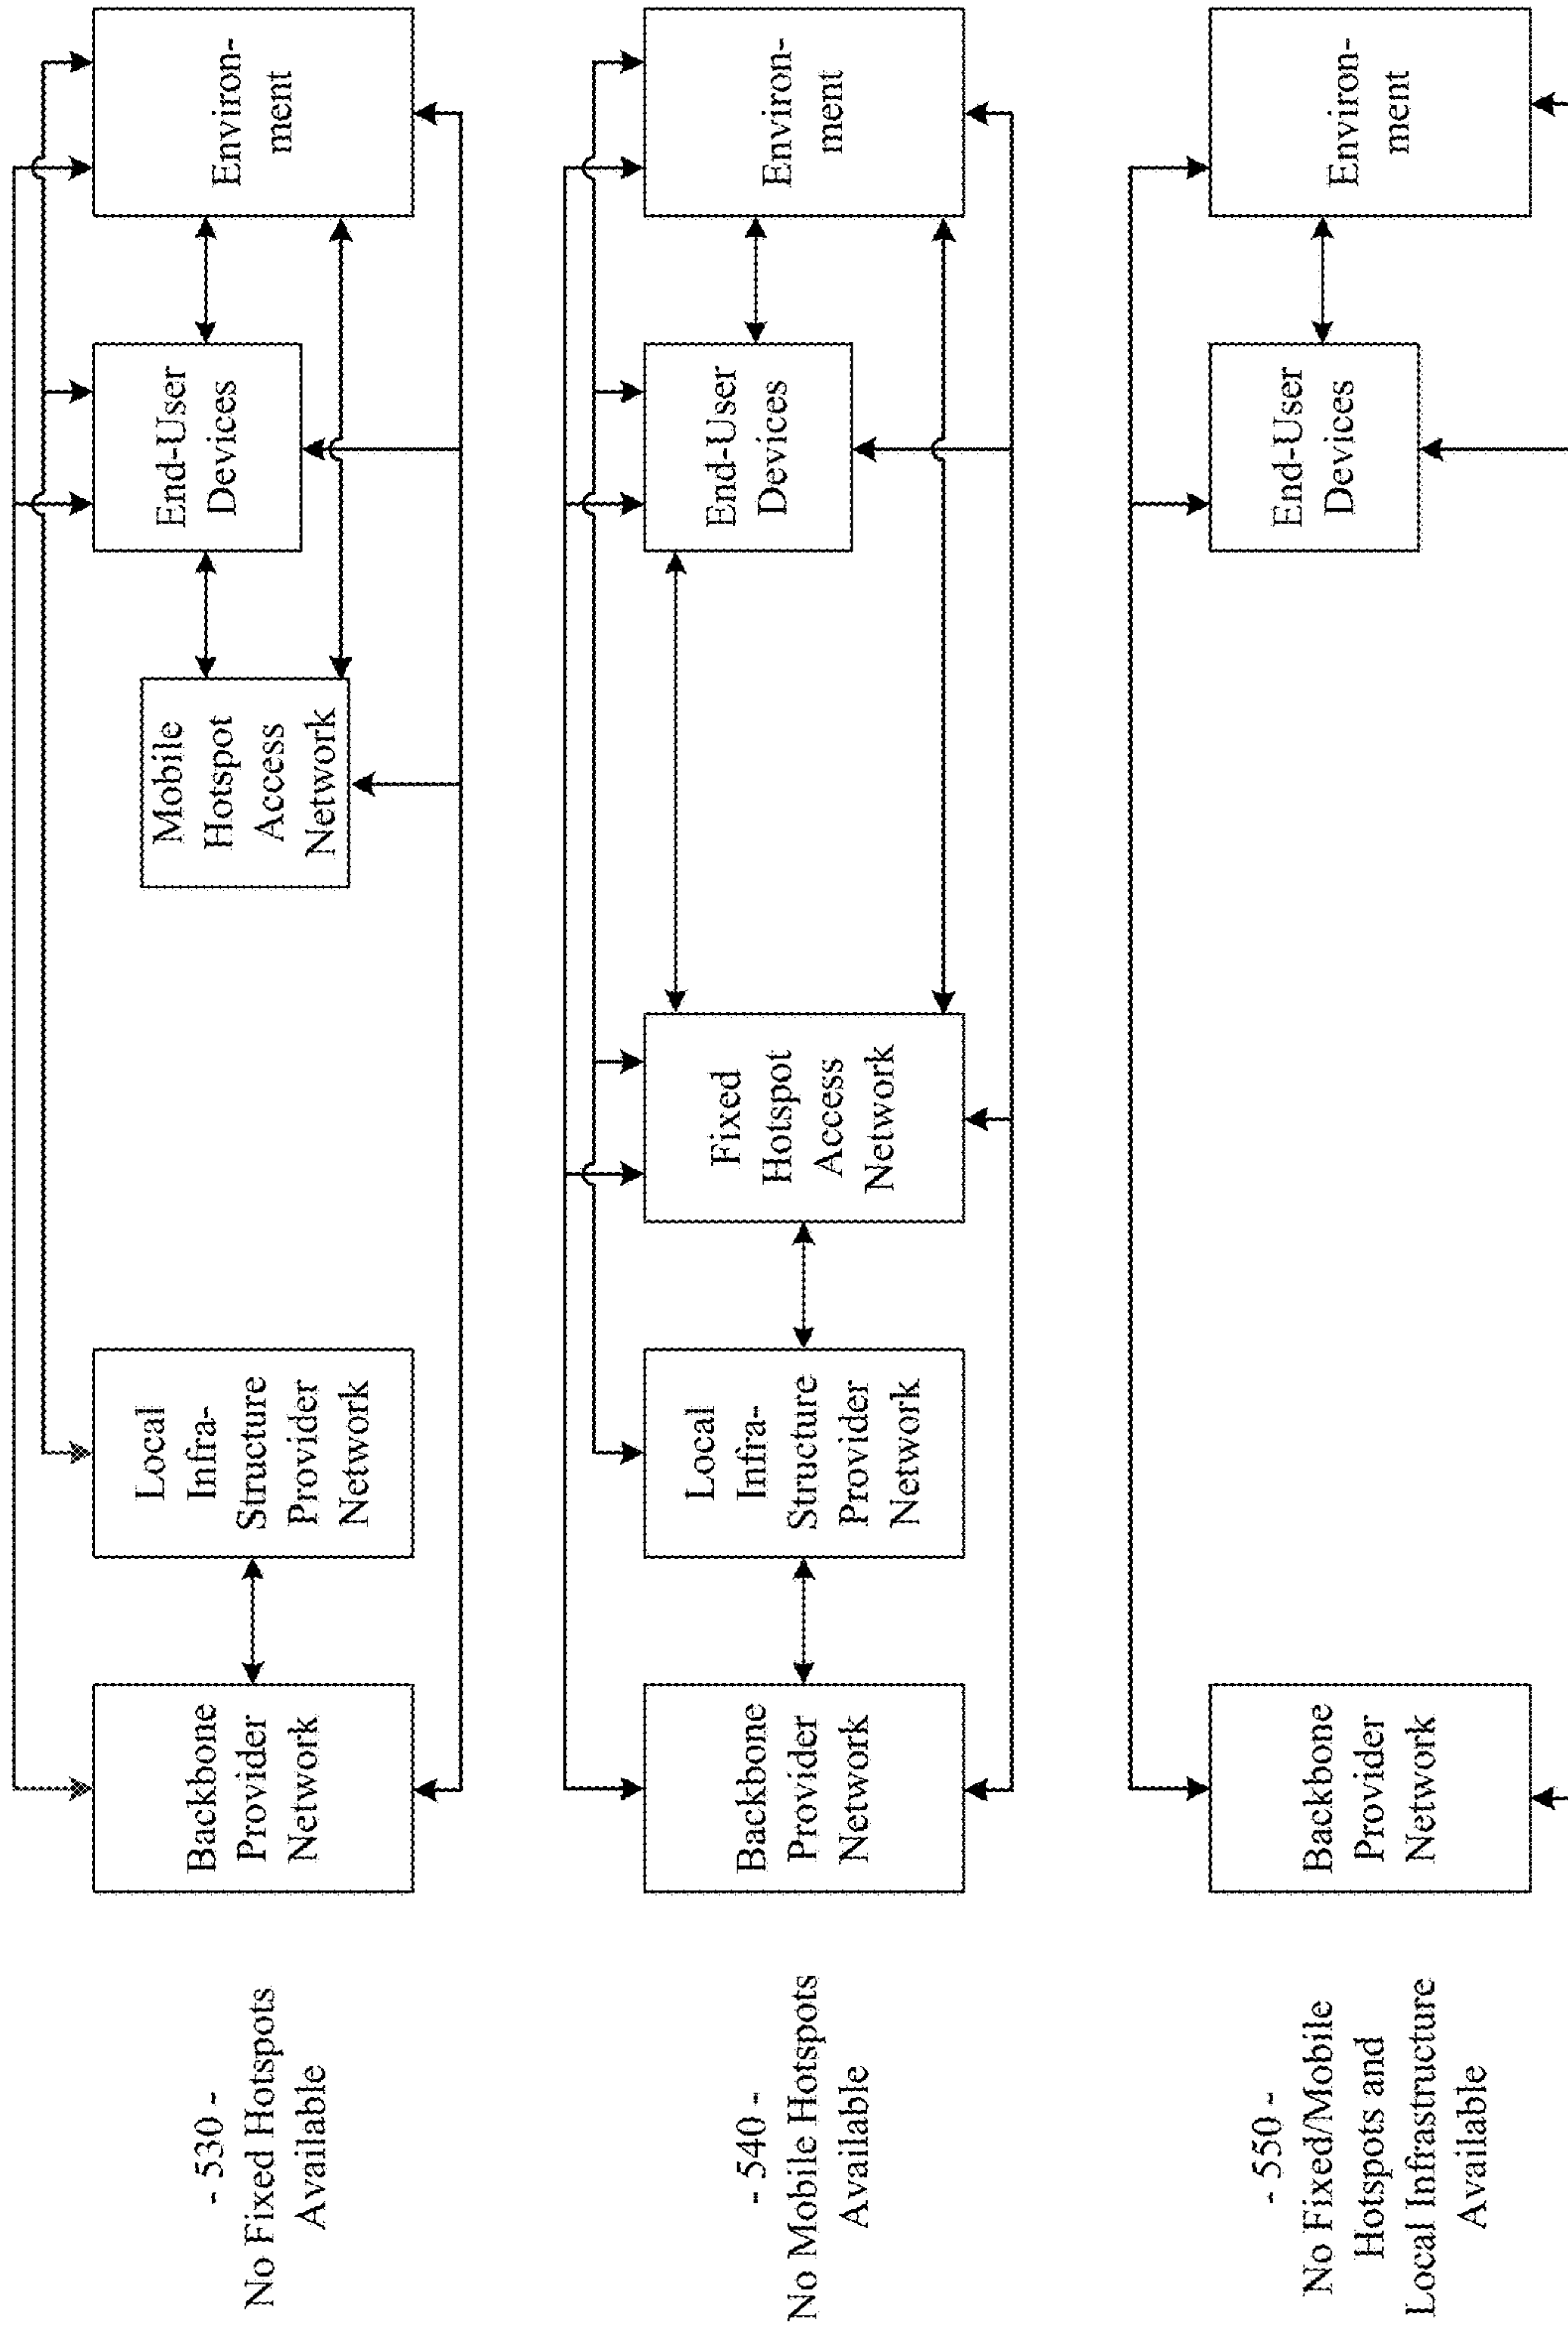 - 530 -
No Fixed Hotspots
Available
Backbone
Provider
Network
Local
Infra-
Structure
Provider
Network
Mobile
Hotspot
Access
Network
End-User
Devices
Environ-
ment
- 540 -
No Mobile Hotspots
Available
Backbone
Provider
Network
Local
Infra-
Structure
Provider
Network
Fixed
Hotspot
Access
Network
End-User
Devices
Environ-
ment
- 550 -
No Fixed/Mobile
Hotspots and
Local Infrastructure
Available
Backbone
Provider
Network
End-User
Devices
Environ-
ment